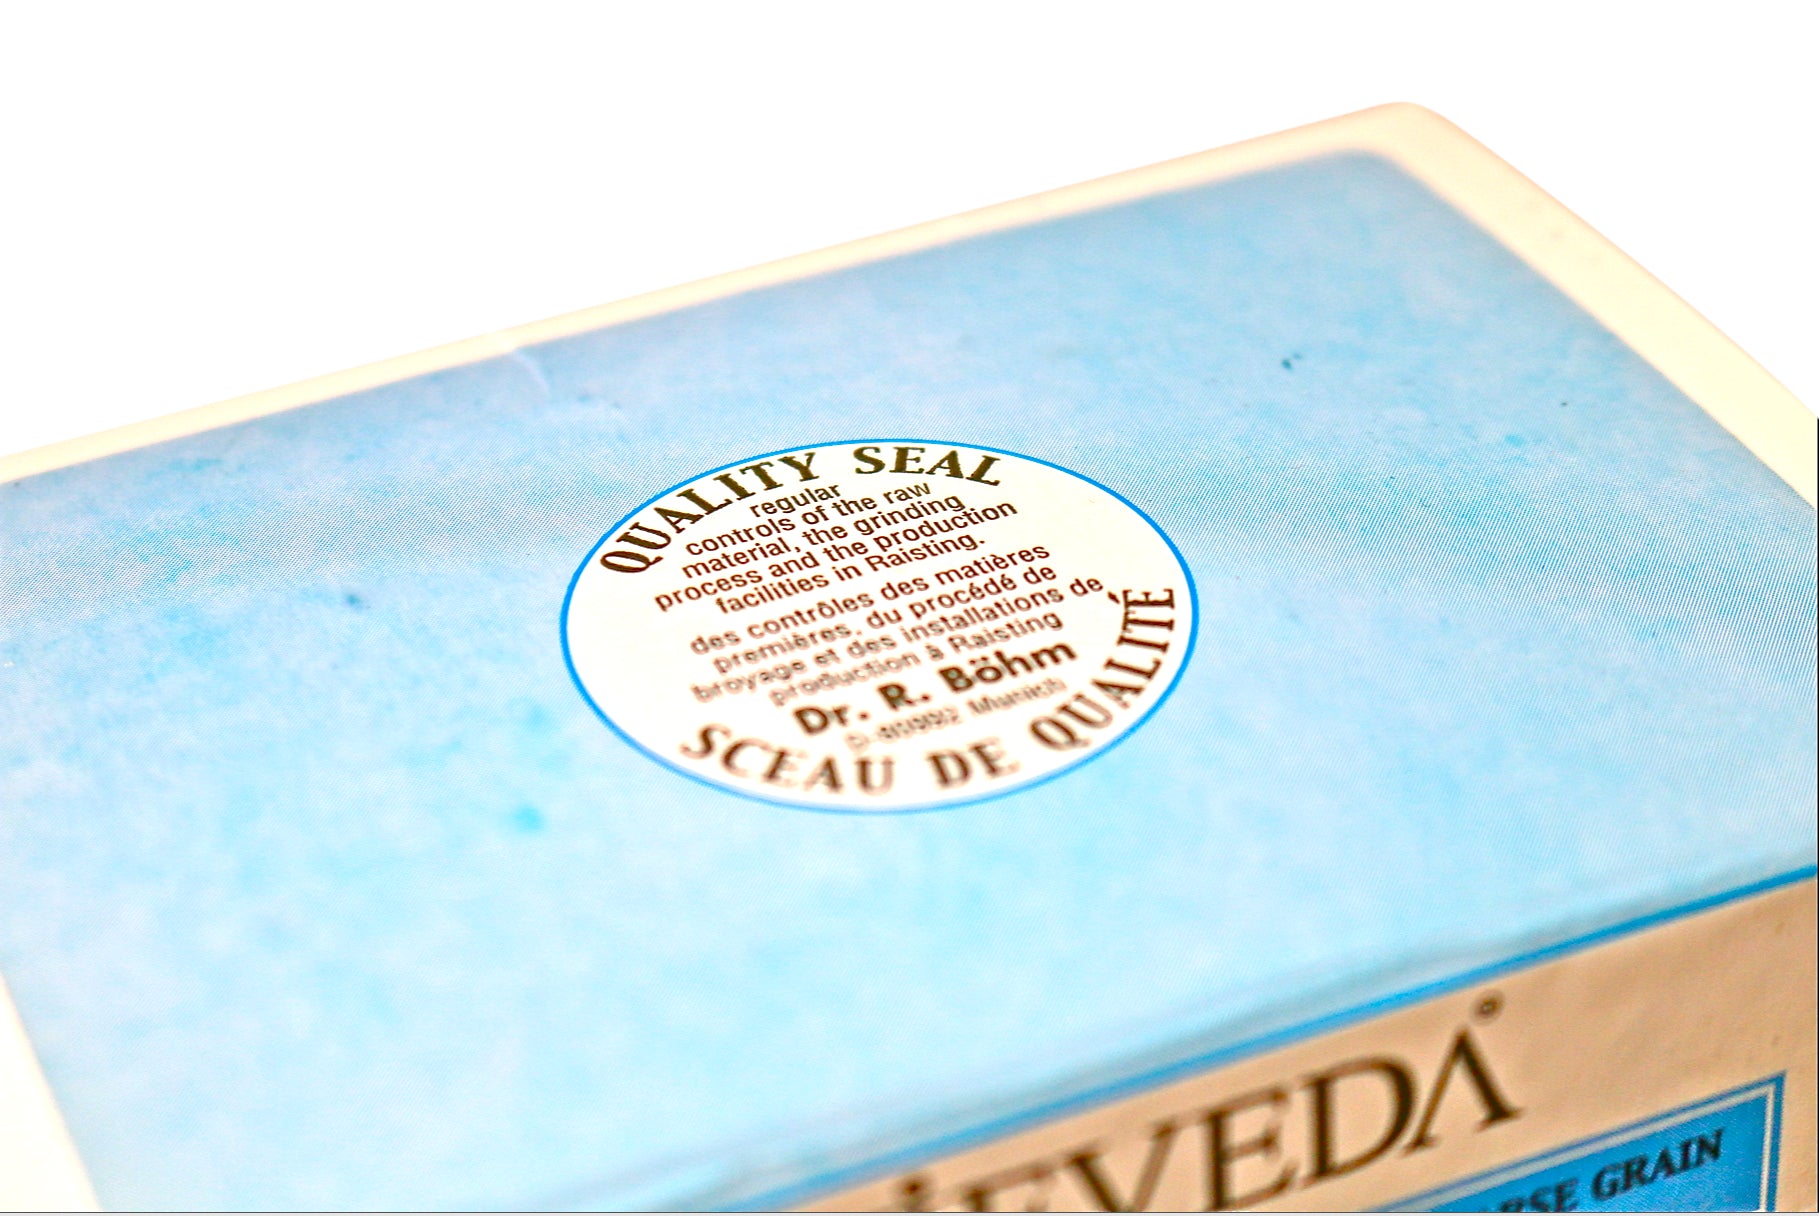 QUALITY SEAL
regular
controls of the raw
material, the grinding
process and the production
facilities in Raisting.
des contrôles des matières
premières, du procédé de
broyage et des installations de
production à Raisting
Dr. R. Böhm
Munich
SCEAU DE QUALITÉ
EVEDA
GRAIN